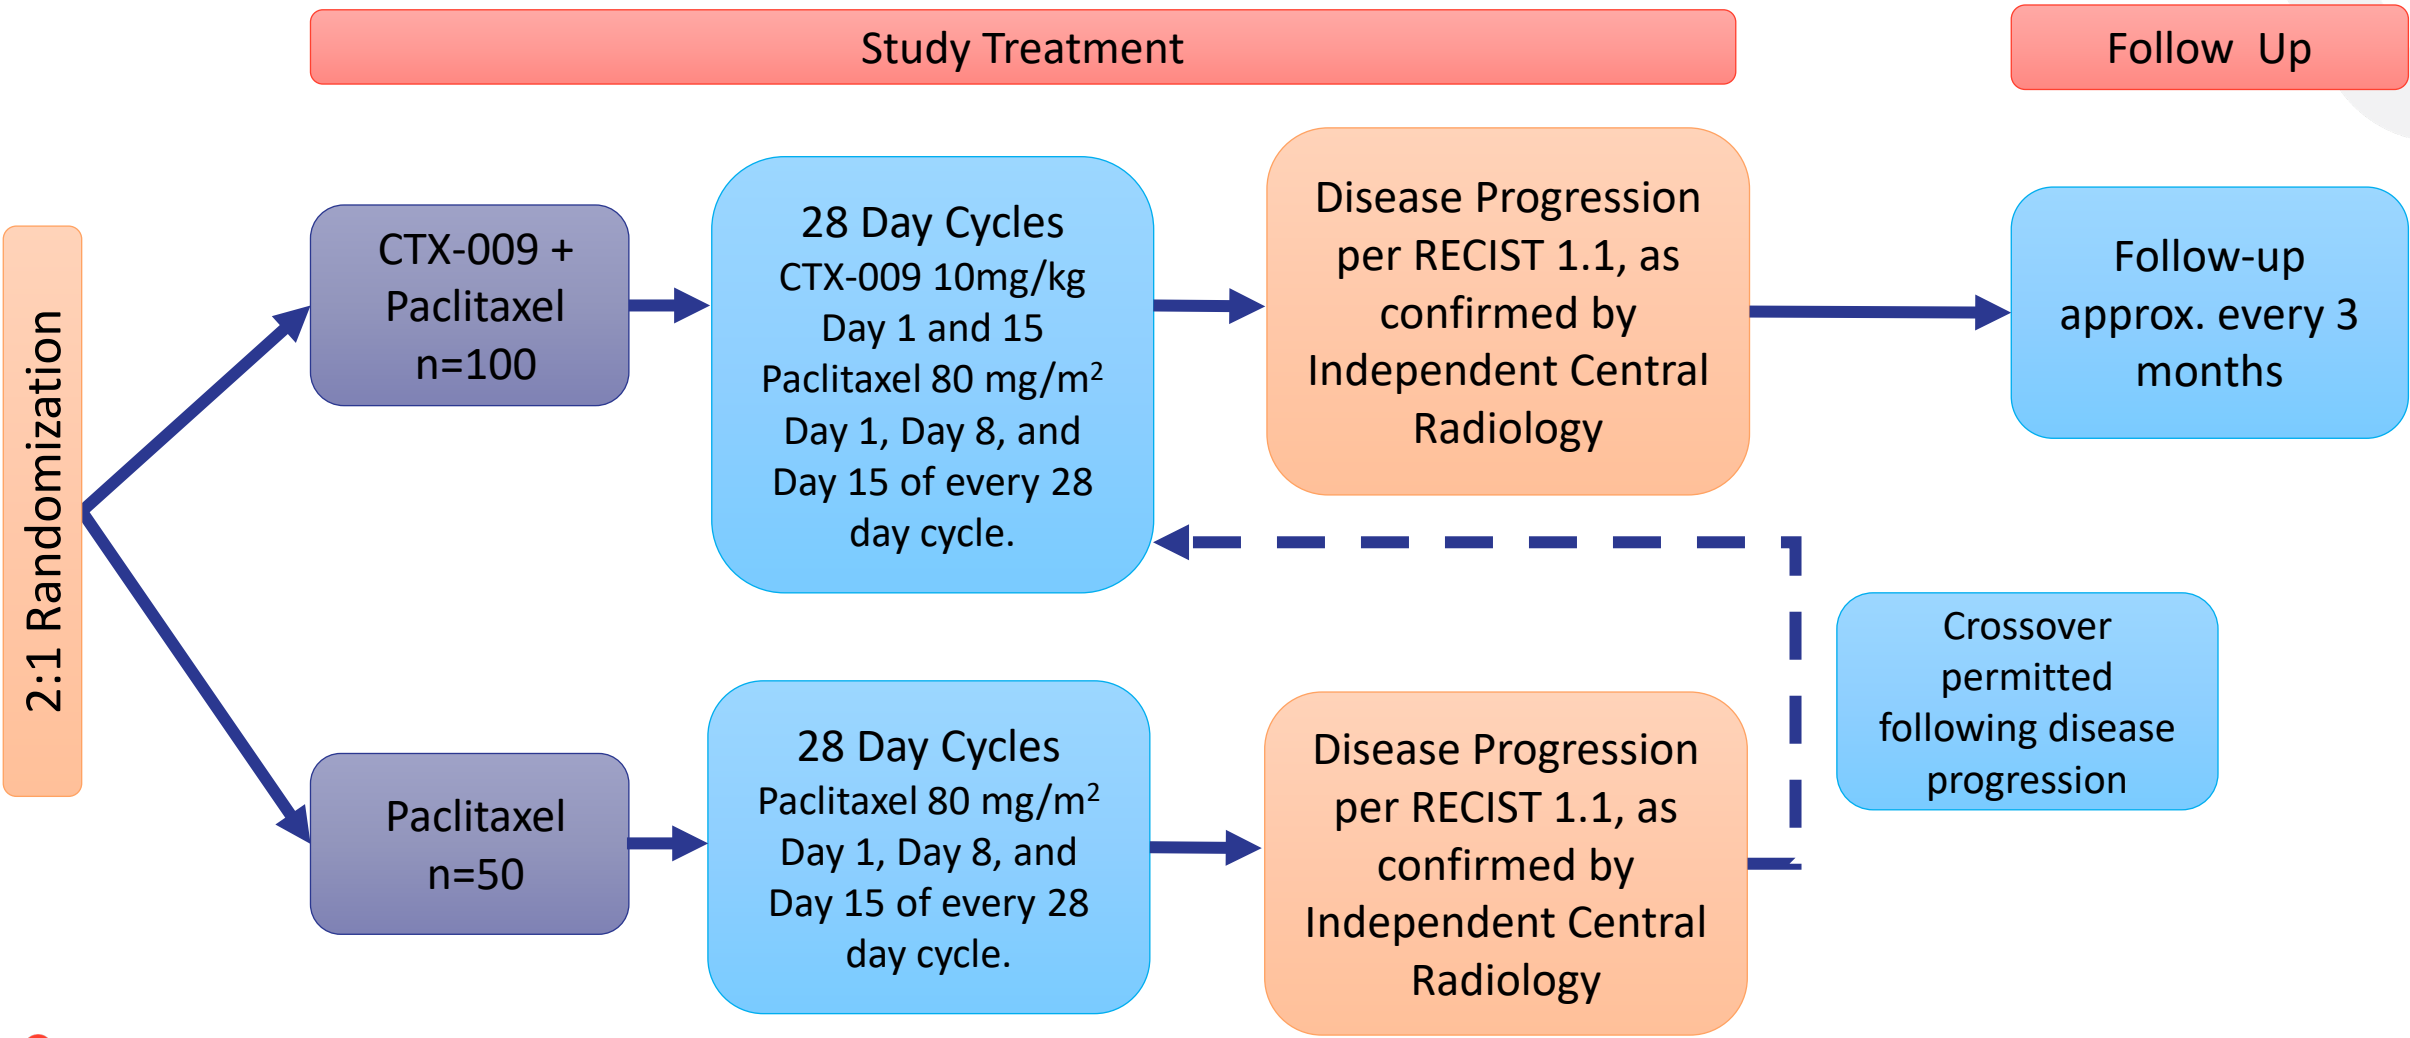 Study Treatment
Follow Up
2:1 Randomization
CTX-009 +
Paclitaxel
n=100
28 Day Cycles
CTX-009 10mg/kg
Day 1 and 15
Paclitaxel 80 mg/m²
Day 1, Day 8, and
Day 15 of every 28
day cycle.
Disease Progression
per RECIST 1.1, as
confirmed by
Independent Central
Radiology
Follow-up
approx. every 3
months
Paclitaxel
n=50
28 Day Cycles
Paclitaxel 80 mg/m²
Day 1, Day 8, and
Day 15 of every 28
day cycle.
Disease Progression
per RECIST 1.1, as
confirmed by
Independent Central
Radiology
Crossover
permitted
following disease
progression